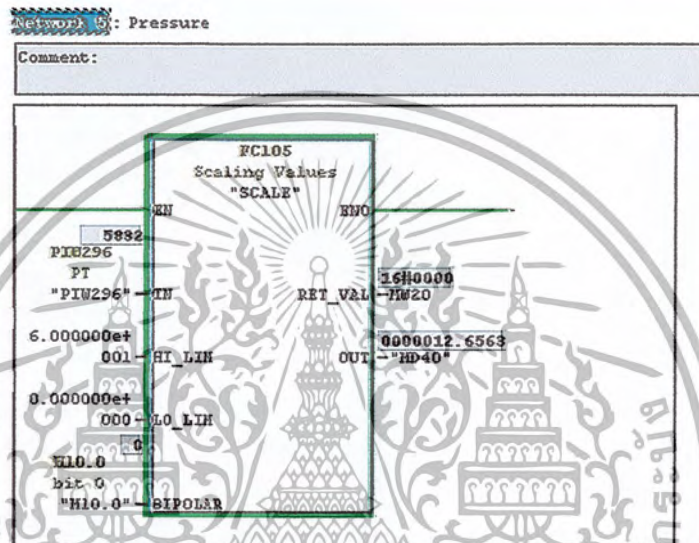 Network 5: Pressure
Comment:
FC105
Scaling Values
"SCALE"
EN
ENO
5832
PIW296
PT
"PIW296"
IN
16#0000
RET_VAL
MW20
6.000000e+
001
HI_LIM
0000012.6563
OUT
"MD40"
0.000000e+
000
LO_LIM
0
M10.0
bit 0
"M10.0"
BIPOLAR